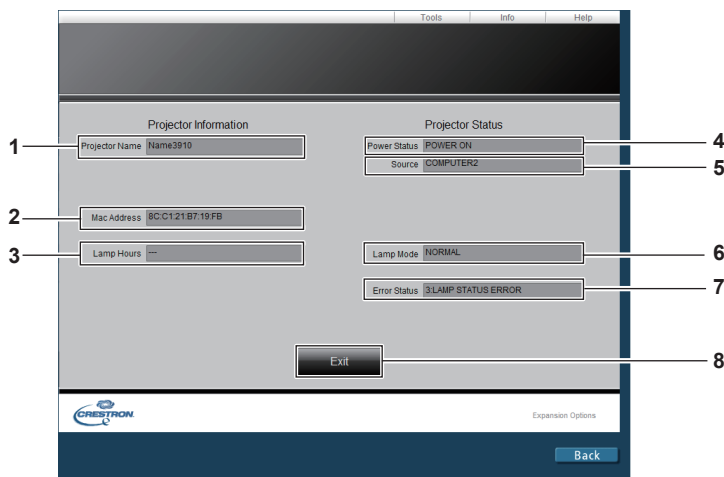 Tools Info Help
Projector Information
Projector Status
1 Projector Name Name3910
Power Status POWER ON 4
Source COMPUTER2 5
2 Mac Address 8C:C1:21:B7:19:FB
3 Lamp Hours ---
Lamp Mode NORMAL 6
Error Status 3:LAMP STATUS ERROR 7
Exit 8
CRESTRON e
Expansion Options
Back